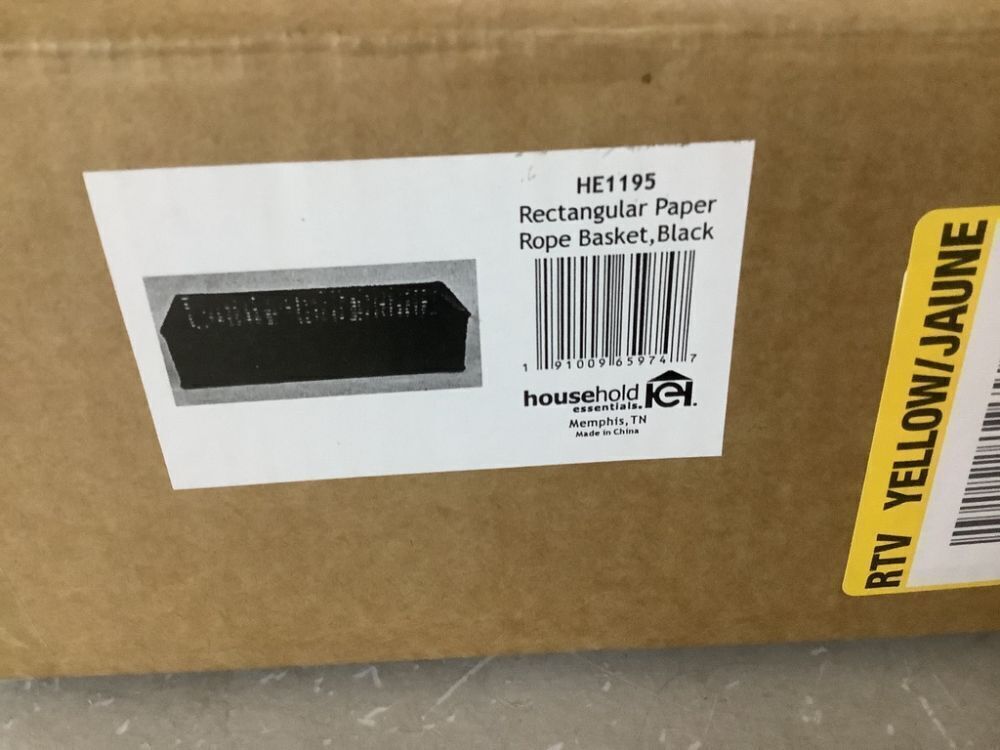 HE1195
Rectangular Paper
Rope Basket,Black
1 91009 65974 7
household
essentials.
Memphis, TN
Made in China
RTV YELLOW/JAUNE